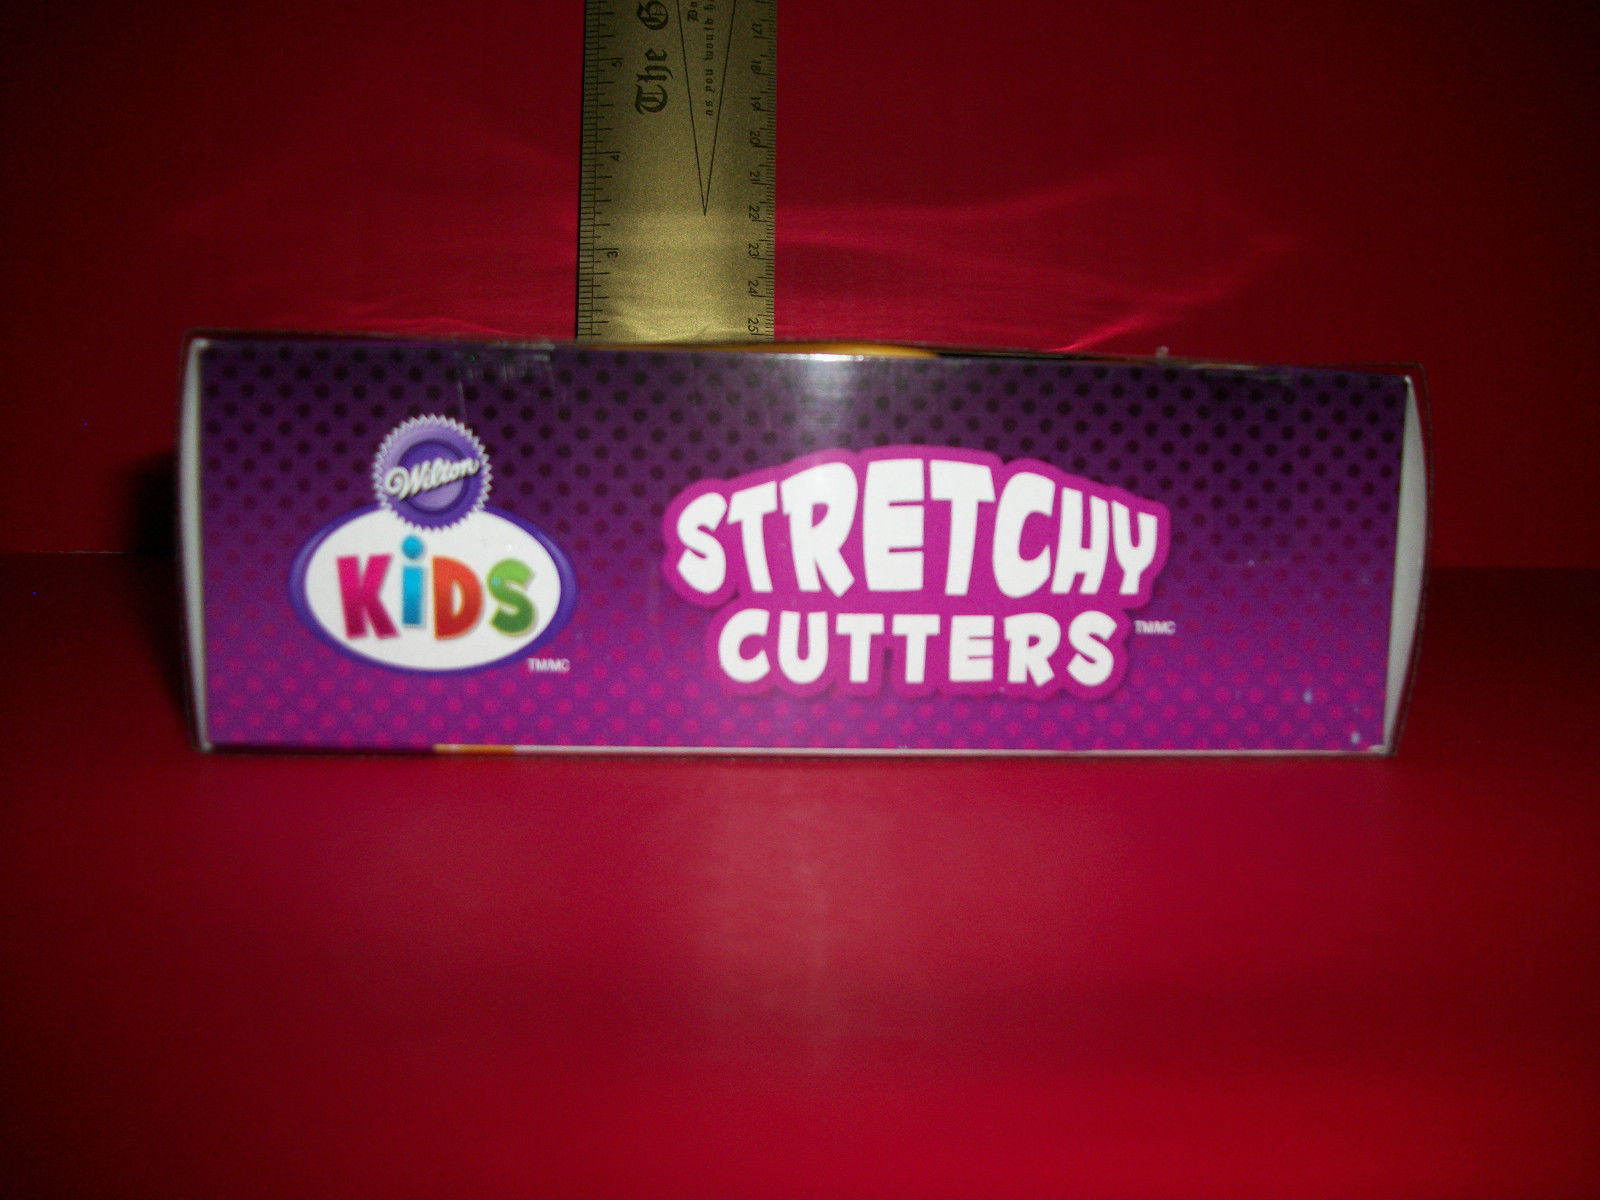 The
5
4
3
17
18
19
20
21
22
23
24
25
Wilton
KiDS
TM/MC
STRETCHY
CUTTERS
TM/MC